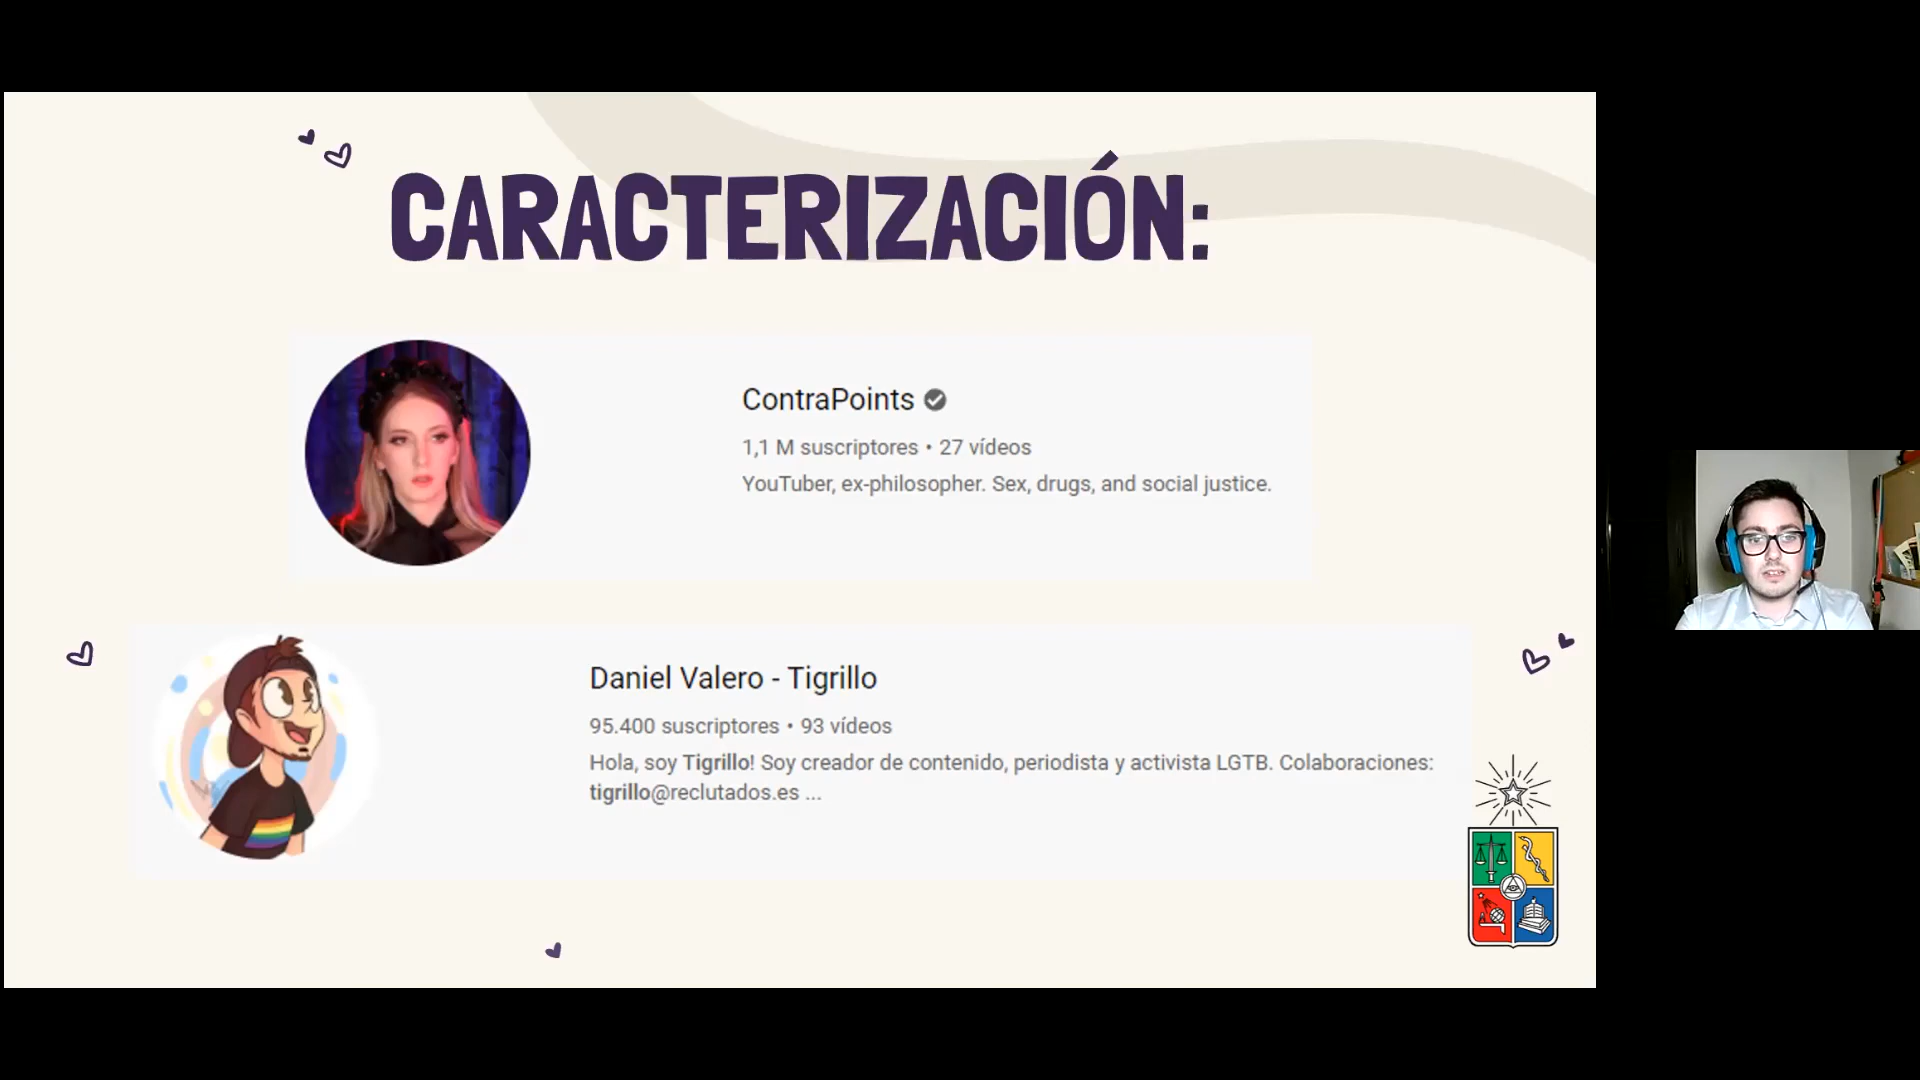 CARACTERIZACIÓN:
ContraPoints
1,1 M suscriptores • 27 vídeos
YouTuber, ex-philosopher. Sex, drugs, and social justice.
Daniel Valero - Tigrillo
95.400 suscriptores • 93 vídeos
Hola, soy Tigrillo! Soy creador de contenido, periodista y activista LGTB. Colaboraciones:
tigrillo@reclutados.es ...